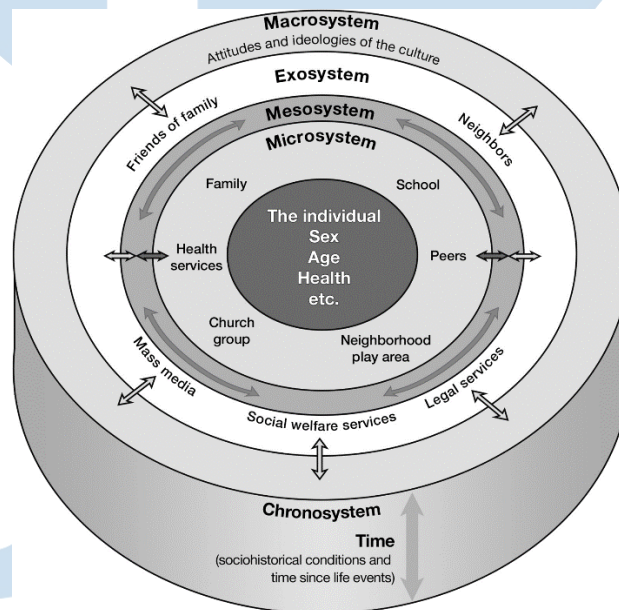 Macrosystem
Attitudes and ideologies of the culture
Exosystem
Friends of family
Neighbors
Mesosystem
Microsystem
Family
School
The individual
Sex
Age
Health
etc.
Health
services
Peers
Church
group
Neighborhood
play area
Mass media
Social welfare services
Legal services
Chronosystem
Time
(sociohistorical conditions and
time since life events)